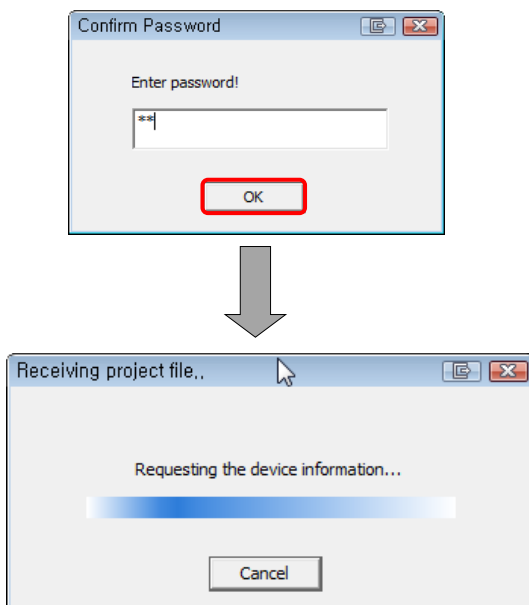 Confirm Password
Enter password!
**
OK
Receiving project file,,
Requesting the device information...
Cancel